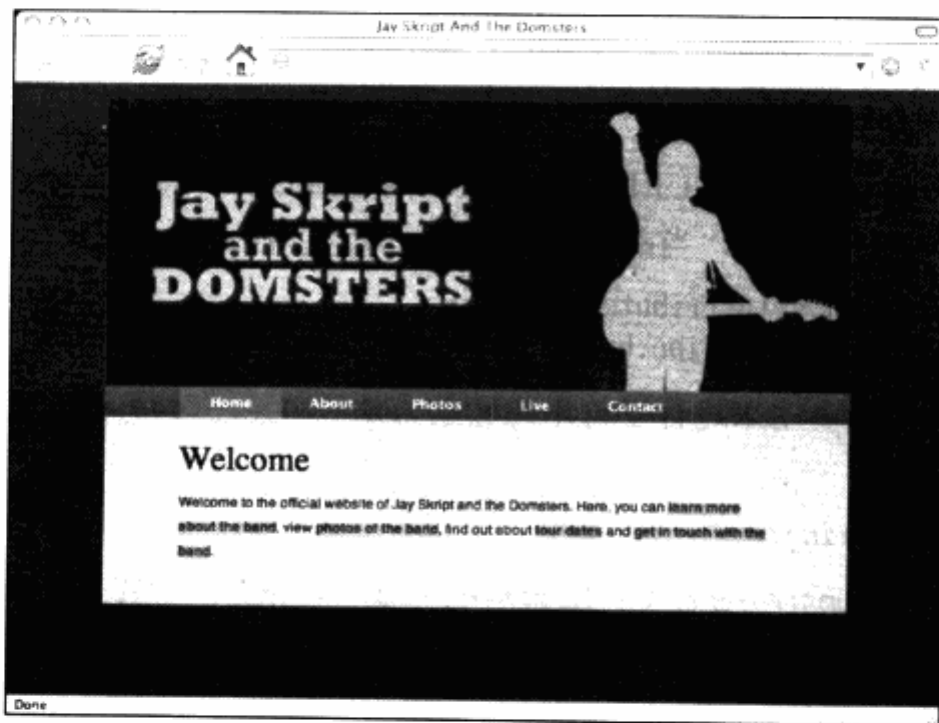 Jay Skript And The Domsters
Jay Skript
and the
DOMSTERS
Home About Photos Live Contact
Welcome
Welcome to the official website of Jay Skript and the Domsters. Here, you can learn more
about the band, view photos of the band, find out about tour dates and get in touch with the
band.
Done